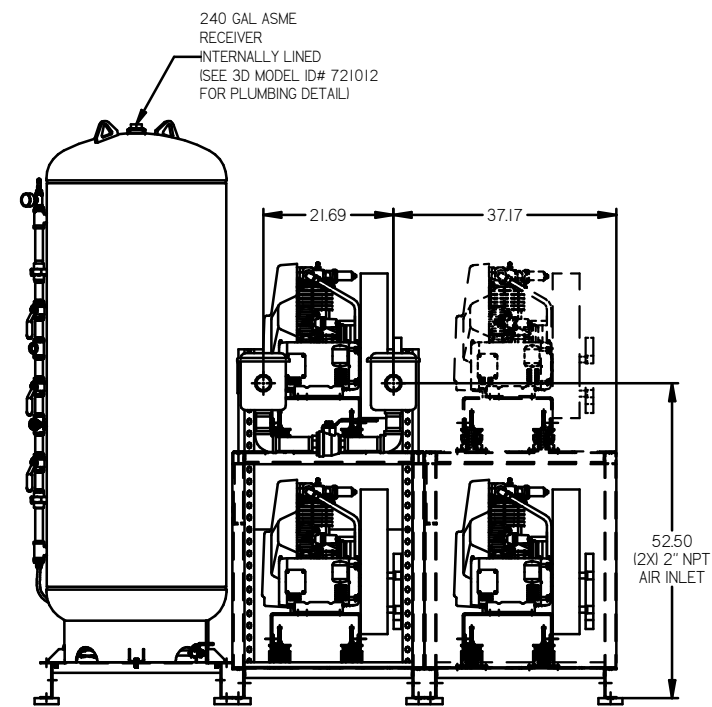 240 GAL ASME
RECEIVER
INTERNALLY LINED
(SEE 3D MODEL ID# 721012
FOR PLUMBING DETAIL)
21.69
37.17
52.50
(2X) 2" NPT
AIR INLET